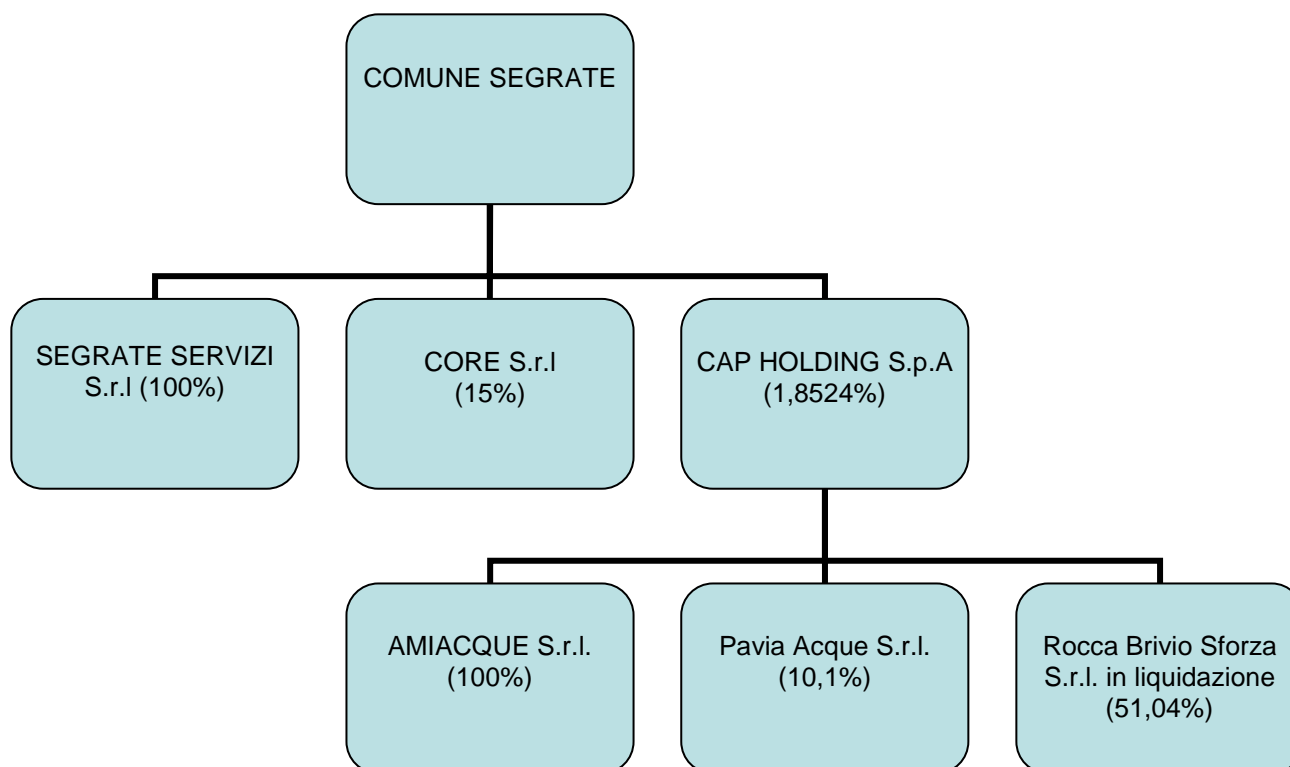 COMUNE SEGRATE
SEGRATE SERVIZI
S.r.l (100%)
CORE S.r.l
(15%)
CAP HOLDING S.p.A
(1,8524%)
AMIACQUE S.r.l.
(100%)
Pavia Acque S.r.l.
(10,1%)
Rocca Brivio Sforza
S.r.l. in liquidazione
(51,04%)